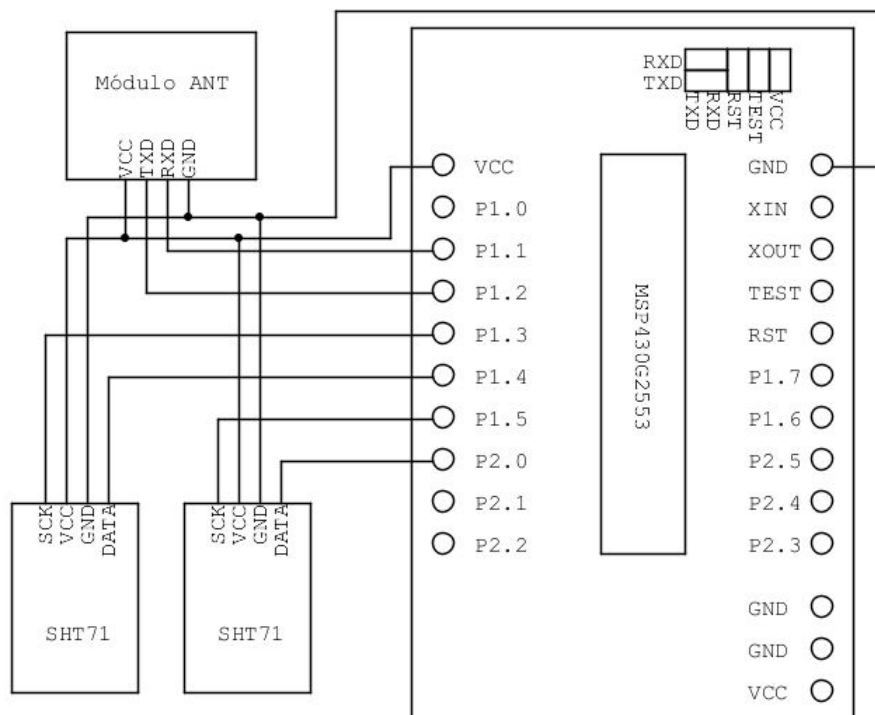 Módulo ANT
VCC
TXD
RXD
GND
RXD
TXD
TXD
RXD
RST
TEST
VCC
VCC
P1.0
P1.1
P1.2
P1.3
P1.4
P1.5
P2.0
P2.1
P2.2
MSP430G2553
GND
XIN
XOUT
TEST
RST
P1.7
P1.6
P2.5
P2.4
P2.3
GND
GND
VCC
SCK
VCC
GND
DATA
SHT71
SCK
VCC
GND
DATA
SHT71